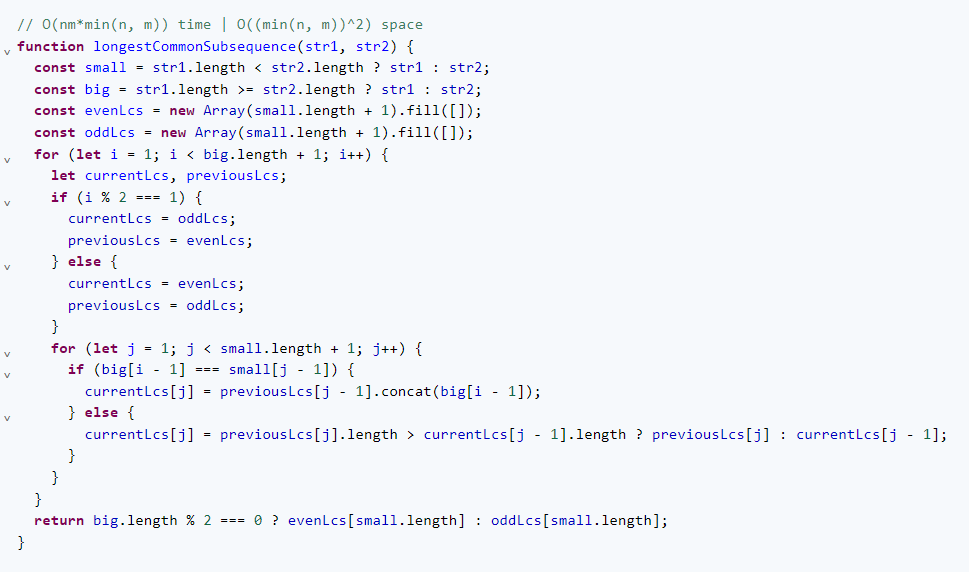 // O(nm*min(n, m)) time | O((min(n, m))^2) space
function longestCommonSubsequence(str1, str2) {
  const small = str1.length < str2.length ? str1 : str2;
  const big = str1.length >= str2.length ? str1 : str2;
  const evenLcs = new Array(small.length + 1).fill([]);
  const oddLcs = new Array(small.length + 1).fill([]);
  for (let i = 1; i < big.length + 1; i++) {
    let currentLcs, previousLcs;
    if (i % 2 === 1) {
      currentLcs = oddLcs;
      previousLcs = evenLcs;
    } else {
      currentLcs = evenLcs;
      previousLcs = oddLcs;
    }
    for (let j = 1; j < small.length + 1; j++) {
      if (big[i - 1] === small[j - 1]) {
        currentLcs[j] = previousLcs[j - 1].concat(big[i - 1]);
      } else {
        currentLcs[j] = previousLcs[j].length > currentLcs[j - 1].length ? previousLcs[j] : currentLcs[j - 1];
      }
    }
  }
  return big.length % 2 === 0 ? evenLcs[small.length] : oddLcs[small.length];
}